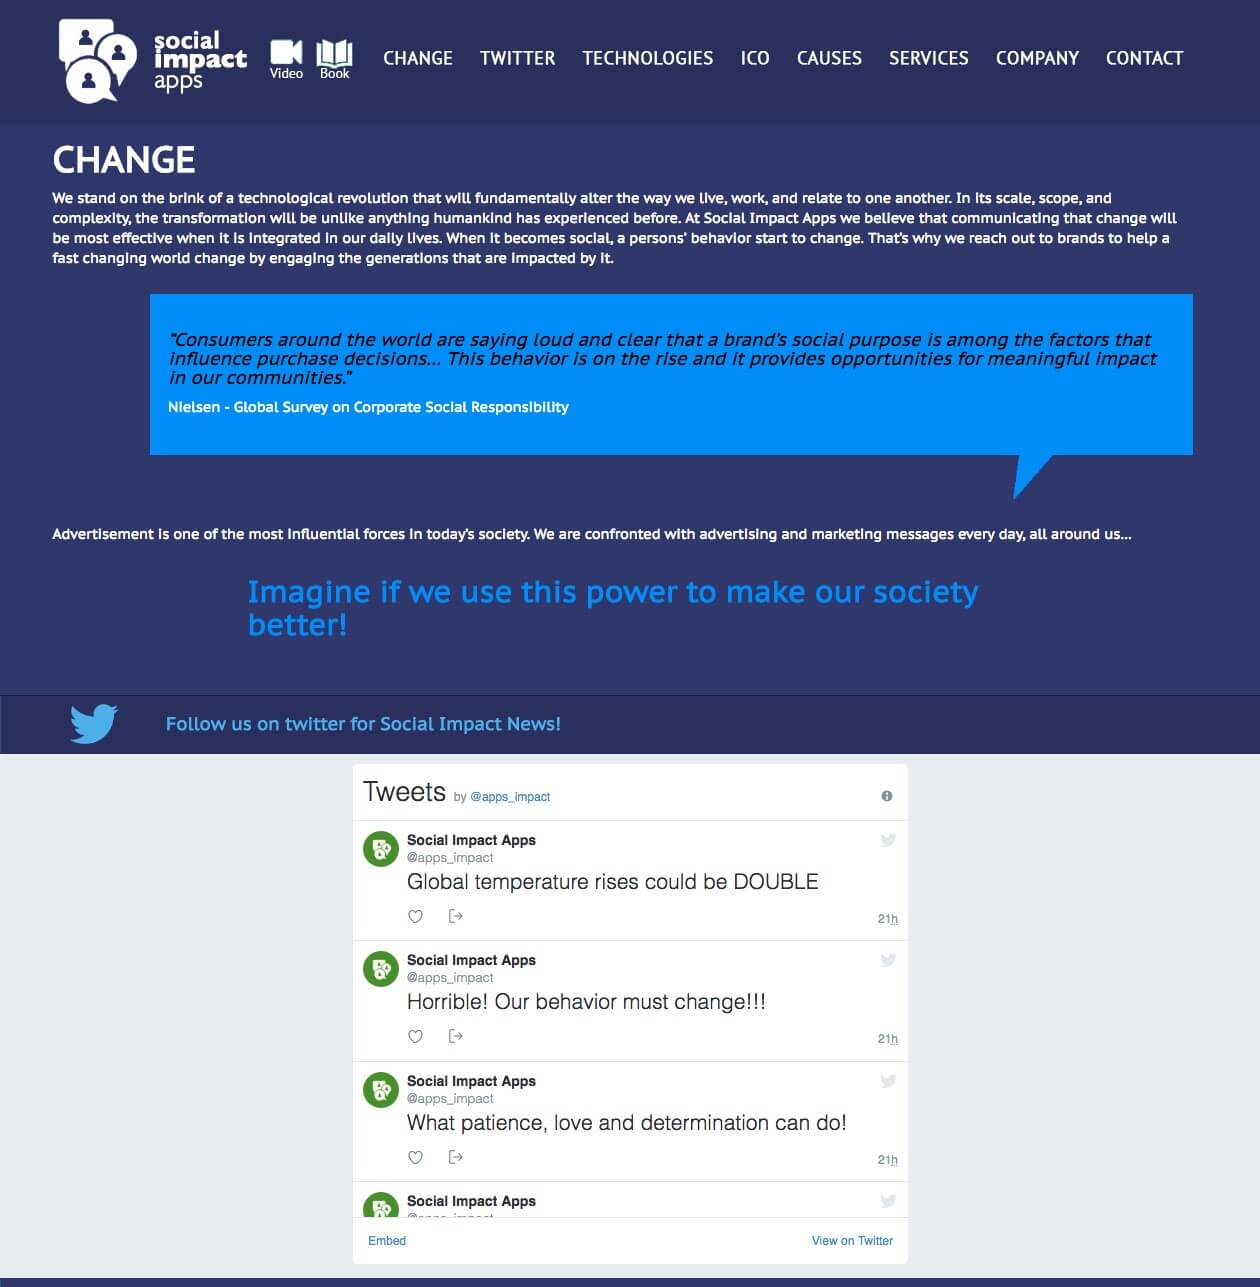 social
impact
apps
Video
Book
CHANGE
TWITTER
TECHNOLOGIES
ICO
CAUSES
SERVICES
COMPANY
CONTACT
CHANGE
We stand on the brink of a technological revolution that will fundamentally alter the way we live, work, and relate to one another. In its scale, scope, and
complexity, the transformation will be unlike anything humankind has experienced before. At Social Impact Apps we believe that communicating that change will
be most effective when it is integrated in our daily lives. When it becomes social, a persons’ behavior start to change. That’s why we reach out to brands to help a
fast changing world change by engaging the generations that are impacted by it.
“Consumers around the world are saying loud and clear that a brand’s social purpose is among the factors that
influence purchase decisions... This behavior is on the rise and it provides opportunities for meaningful impact
in our communities.”
Nielsen - Global Survey on Corporate Social Responsibility
Advertisement is one of the most influential forces in today’s society. We are confronted with advertising and marketing messages every day, all around us...
Imagine if we use this power to make our society
better!
Follow us on twitter for Social Impact News!
Tweets by @apps_impact
Social Impact Apps
@apps_impact
Global temperature rises could be DOUBLE
21h
Social Impact Apps
@apps_impact
Horrible! Our behavior must change!!!
21h
Social Impact Apps
@apps_impact
What patience, love and determination can do!
21h
Social Impact Apps
Embed
View on Twitter